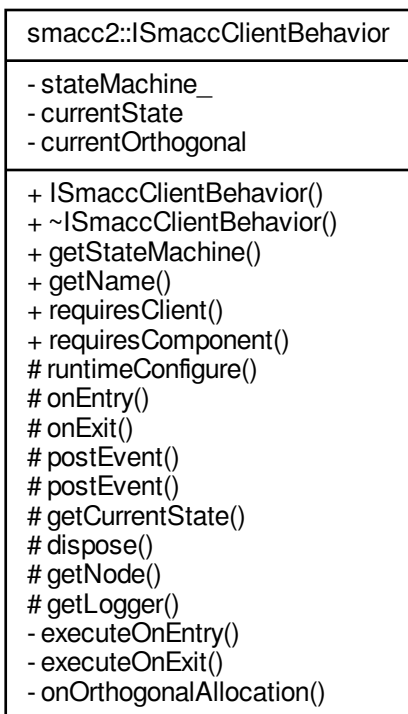 smacc2::ISmaccClientBehavior
- stateMachine_
- currentState
- currentOrthogonal
+ ISmaccClientBehavior()
+ ~ISmaccClientBehavior()
+ getStateMachine()
+ getName()
+ requiresClient()
+ requiresComponent()
# runtimeConfigure()
# onEntry()
# onExit()
# postEvent()
# postEvent()
# getCurrentState()
# dispose()
# getNode()
# getLogger()
- executeOnEntry()
- executeOnExit()
- onOrthogonalAllocation()